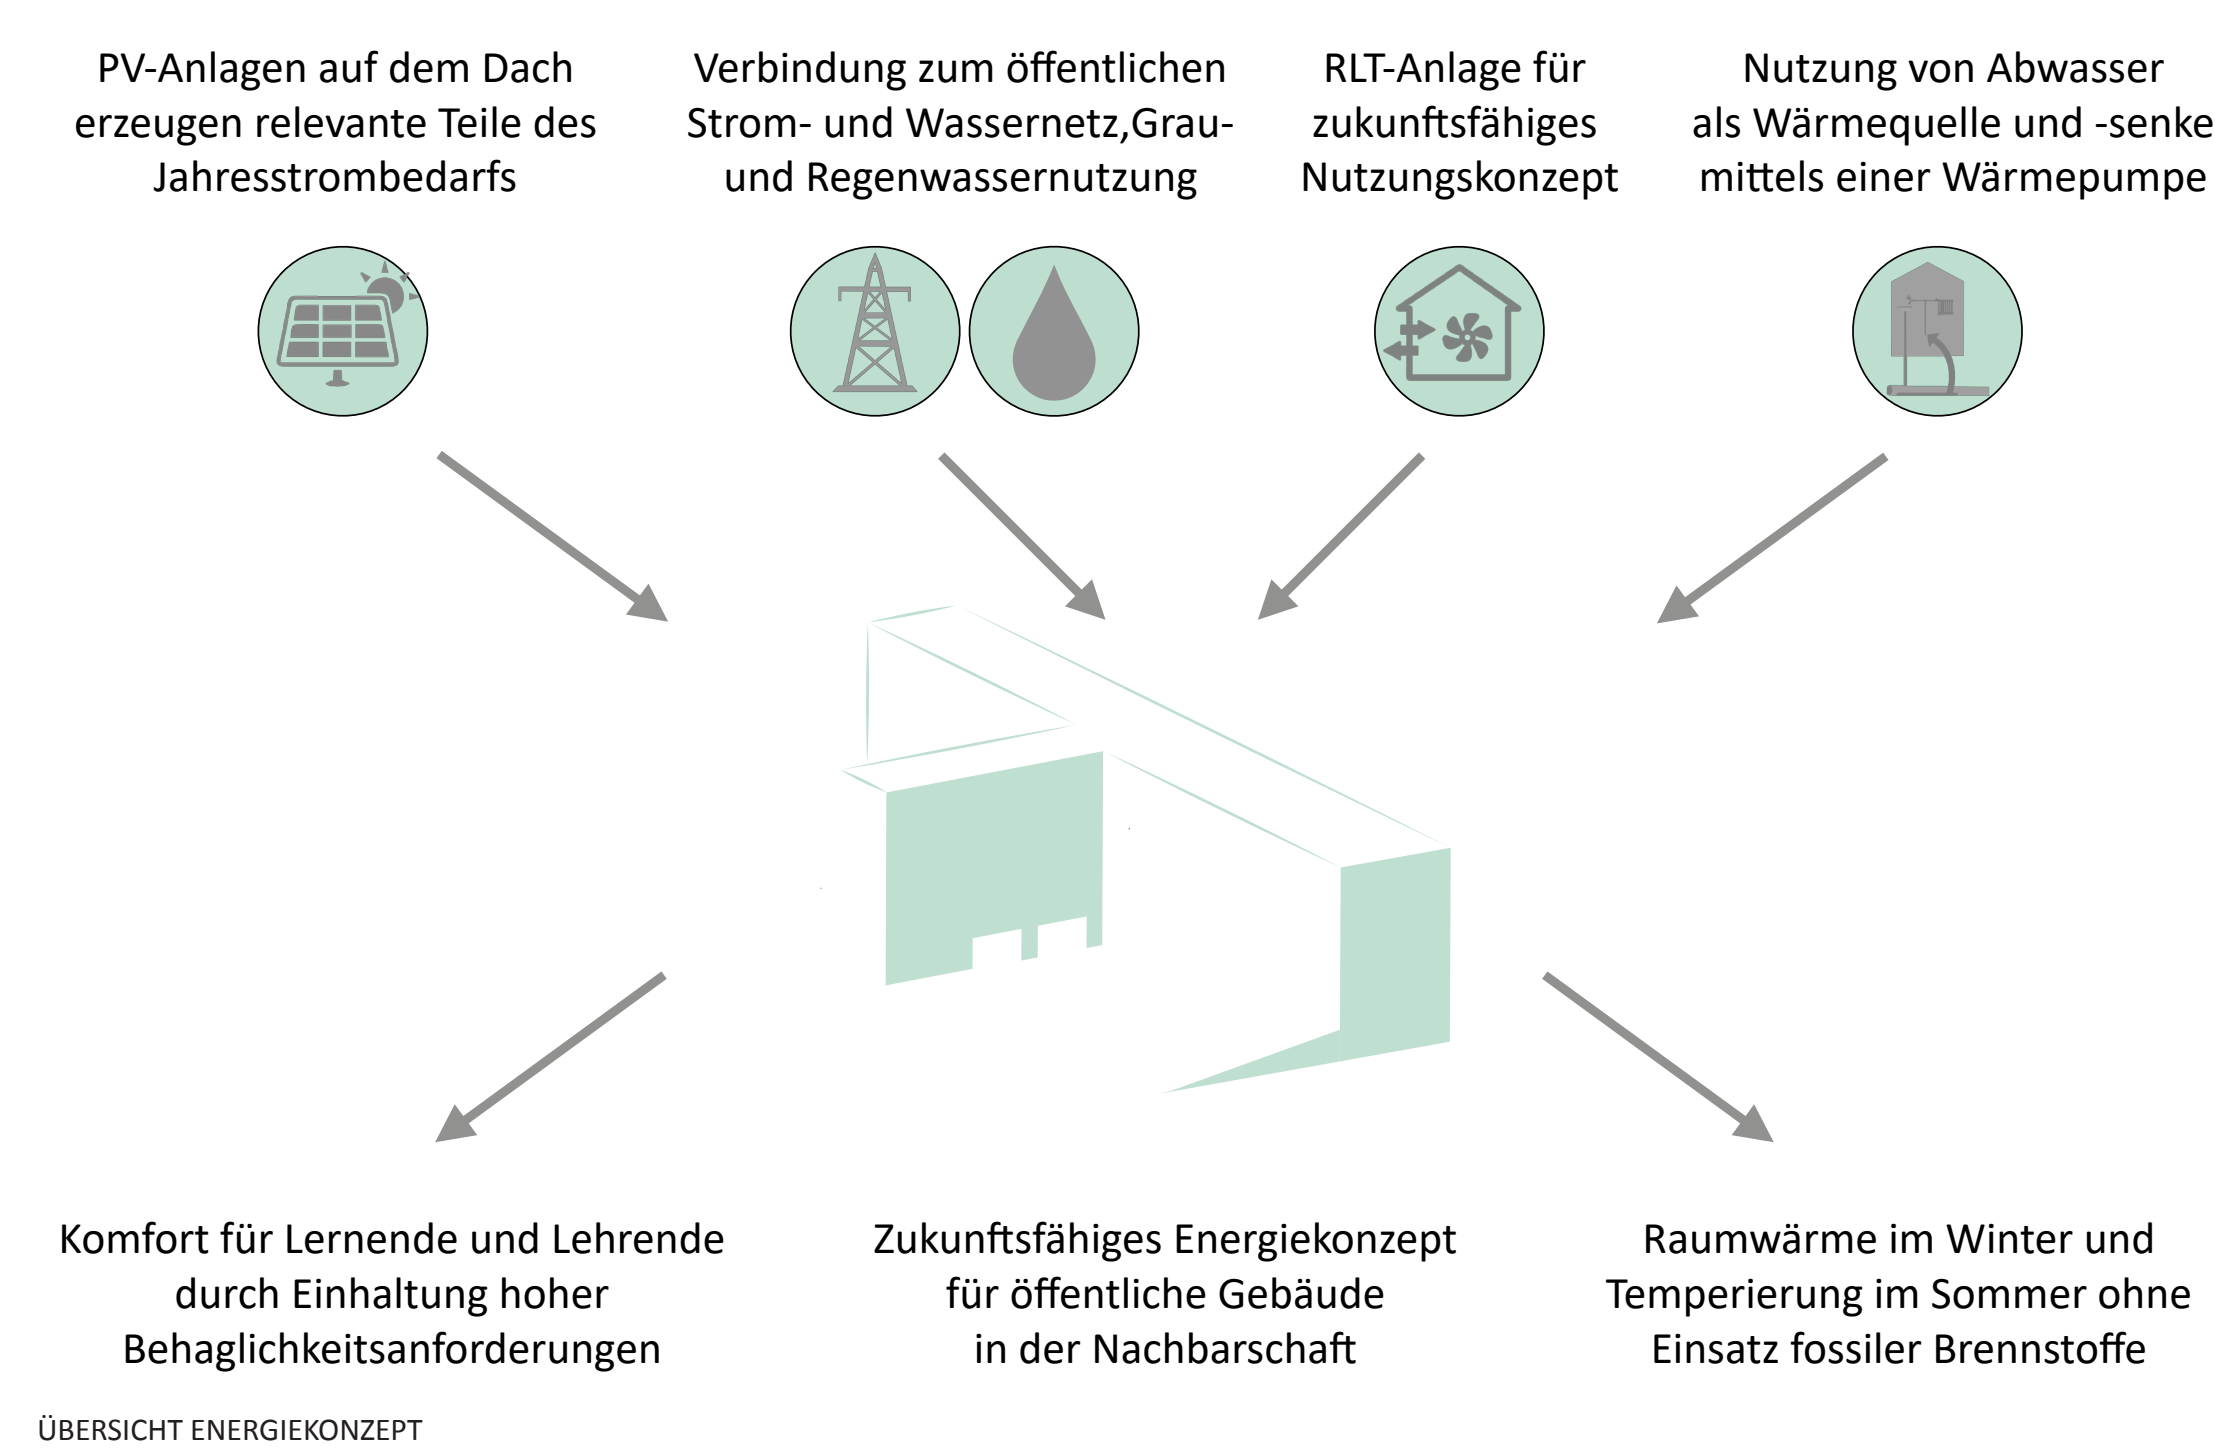 PV-Anlagen auf dem Dach
erzeugen relevante Teile des
Jahresstrombedarfs
Verbindung zum öffentlichen
Strom- und Wassernetz,Grau-
und Regenwassernutzung
RLT-Anlage für
zukunftsfähiges
Nutzungskonzept
Nutzung von Abwasser
als Wärmequelle und -senke
mittels einer Wärmepumpe
Komfort für Lernende und Lehrende
durch Einhaltung hoher
Behaglichkeitsanforderungen
Zukunftsfähiges Energiekonzept
für öffentliche Gebäude
in der Nachbarschaft
Raumwärme im Winter und
Temperierung im Sommer ohne
Einsatz fossiler Brennstoffe
ÜBERSICHT ENERGIEKONZEPT